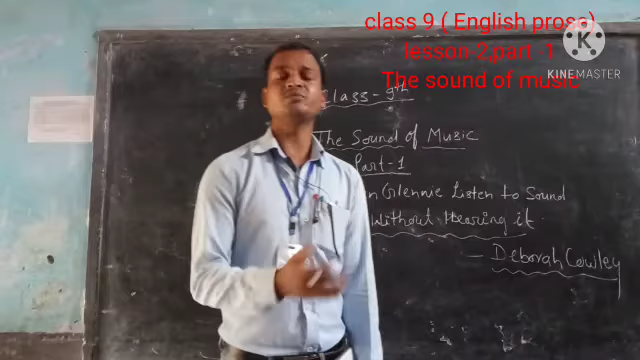 class 9 ( English prose)
lesson-2,part -1
The sound of music
KINEMASTER
Class - 9th
The Sound of Music
Part-1
Glennie Listen to Sound
Without Hearing it
- Deborah Cowley